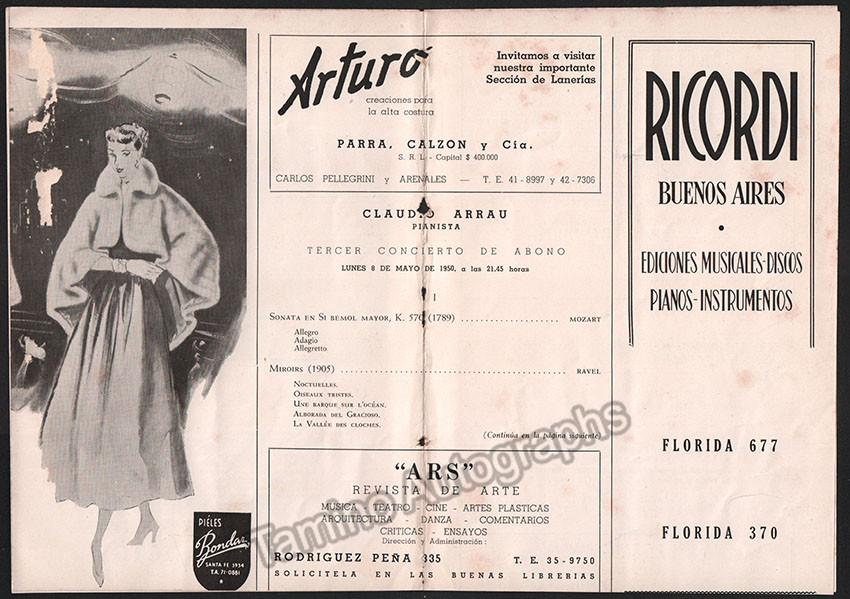 PIÉLES
Bondar
SANTA FE 5934
T.A. 71-0881
Arturo
creaciones para
la alta costura
Invitamos a visitar
nuestra importante
Sección de Lanerías
PARRA, CALZON y Cía.
S. R. L. - Capital $ 400.000
CARLOS PELLEGRINI y ARENALES — T. E. 41-8997 y 42-7306
CLAUDIO ARRAU
PIANISTA
TERCER CONCIERTO DE ABONO
LUNES 8 DE MAYO DE 1950, a las 21.45 horas
I
SONATA EN SI BEMOL MAYOR, K. 570 (1789) .................... MOZART
Allegro
Adagio
Allegretto.
MIROIRS (1905) .................... RAVEL
NOCTUELLES.
OISEAUX TRISTES.
UNE BARQUE SUR L'OCÉAN.
ALBORADA DEL GRACIOSO.
LA VALLÉE DES CLOCHES.
(Continúa en la página siguiente)
"ARS"
REVISTA DE ARTE
MUSICA - TEATRO - CINE - ARTES PLASTICAS
ARQUITECTURA - DANZA - COMENTARIOS
CRITICAS - ENSAYOS
Dirección y Administración:
RODRIGUEZ PEÑA 335 T. E. 35-9750
SOLICITELA EN LAS BUENAS LIBRERIAS
RICORDI
BUENOS AIRES
•
EDICIONES MUSICALES-DISCOS
PIANOS-INSTRUMENTOS
FLORIDA 677
FLORIDA 370
Tamino Autographs